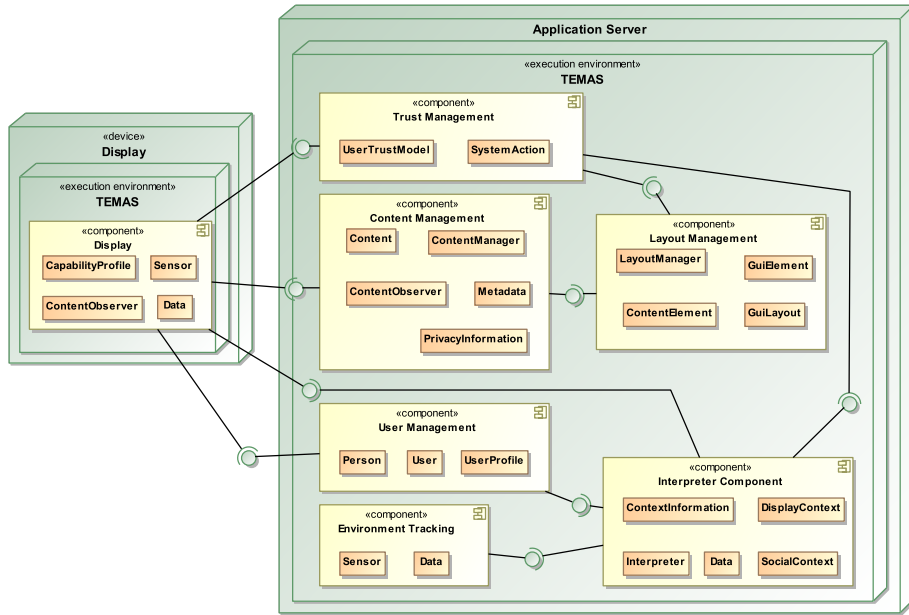 Application Server
«execution environment»
TEMAS
«component»
Trust Management
UserTrustModel
SystemAction
«device»
Display
«execution environment»
TEMAS
«component»
Display
CapabilityProfile
Sensor
ContentObserver
Data
«component»
Content Management
Content
ContentManager
ContentObserver
Metadata
PrivacyInformation
«component»
Layout Management
LayoutManager
GuiElement
ContentElement
GuiLayout
«component»
User Management
Person
User
UserProfile
«component»
Interpreter Component
ContextInformation
DisplayContext
Interpreter
Data
SocialContext
«component»
Environment Tracking
Sensor
Data